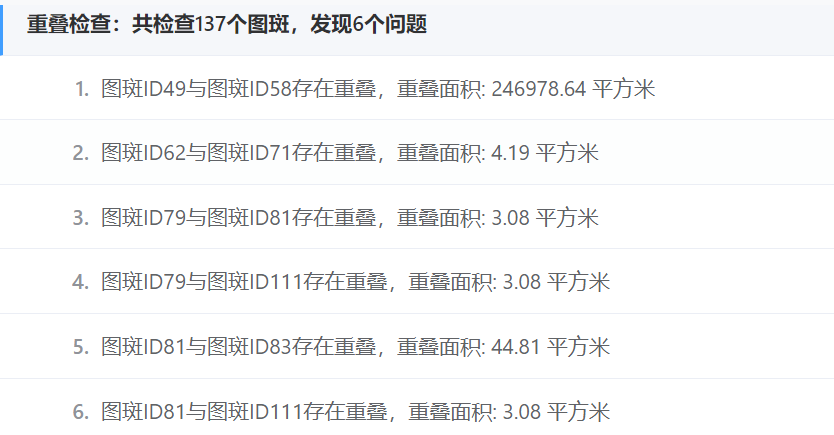 重叠检查：共检查137个图斑，发现6个问题
1. 图斑ID49与图斑ID58存在重叠，重叠面积: 246978.64 平方米
2. 图斑ID62与图斑ID71存在重叠，重叠面积: 4.19 平方米
3. 图斑ID79与图斑ID81存在重叠，重叠面积: 3.08 平方米
4. 图斑ID79与图斑ID111存在重叠，重叠面积: 3.08 平方米
5. 图斑ID81与图斑ID83存在重叠，重叠面积: 44.81 平方米
6. 图斑ID81与图斑ID111存在重叠，重叠面积: 3.08 平方米